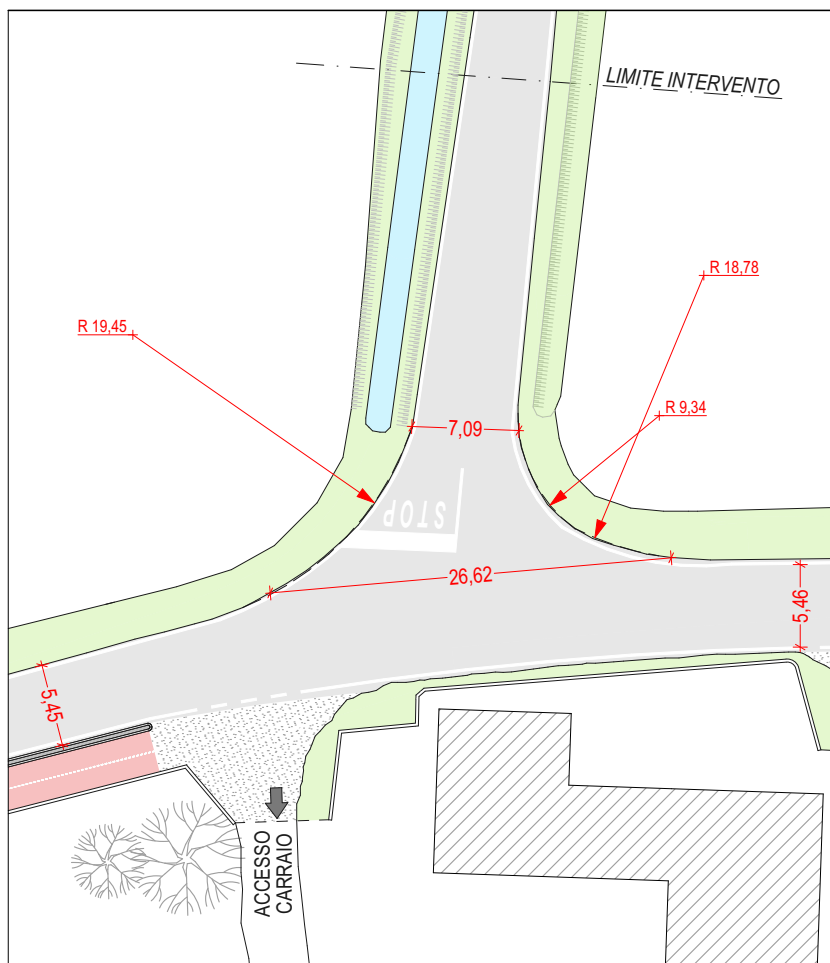 LIMITE INTERVENTO
R 18,78
R 19,45
R 9,34
7,09
STOP
26,62
5,46
5,45
ACCESSO
CARRAIO